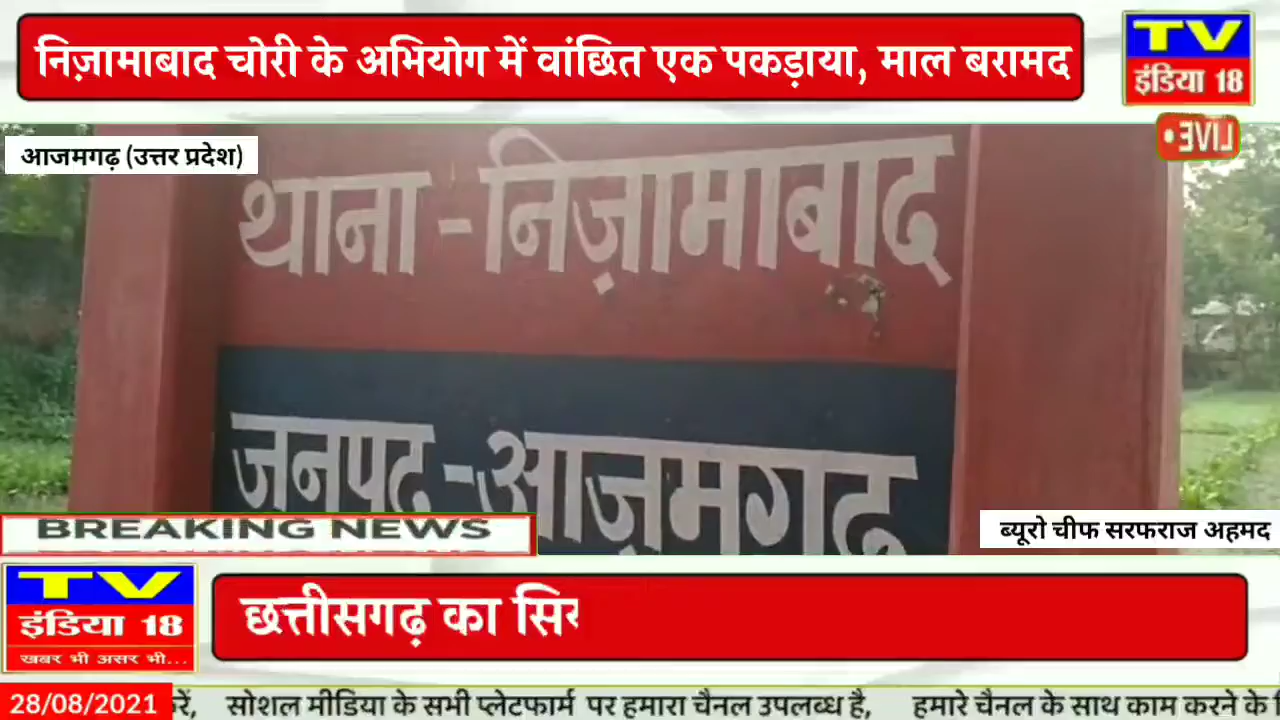 निज़ामाबाद चोरी के अभियोग में वांछित एक पकड़ाया, माल बरामद
TV
इंडिया 18
LIVE
आजमगढ़ (उत्तर प्रदेश)
थाना - निज़ामाबाद
जनपद - आज़मगढ़
BREAKING NEWS
ब्यूरो चीफ सरफराज अहमद
TV
इंडिया 18
खबर भी असर भी...
छत्तीसगढ़ का
28/08/2021
सोशल मीडिया के सभी प्लेटफार्म पर हमारा चैनल उपलब्ध है, हमारे चैनल के साथ काम करने के